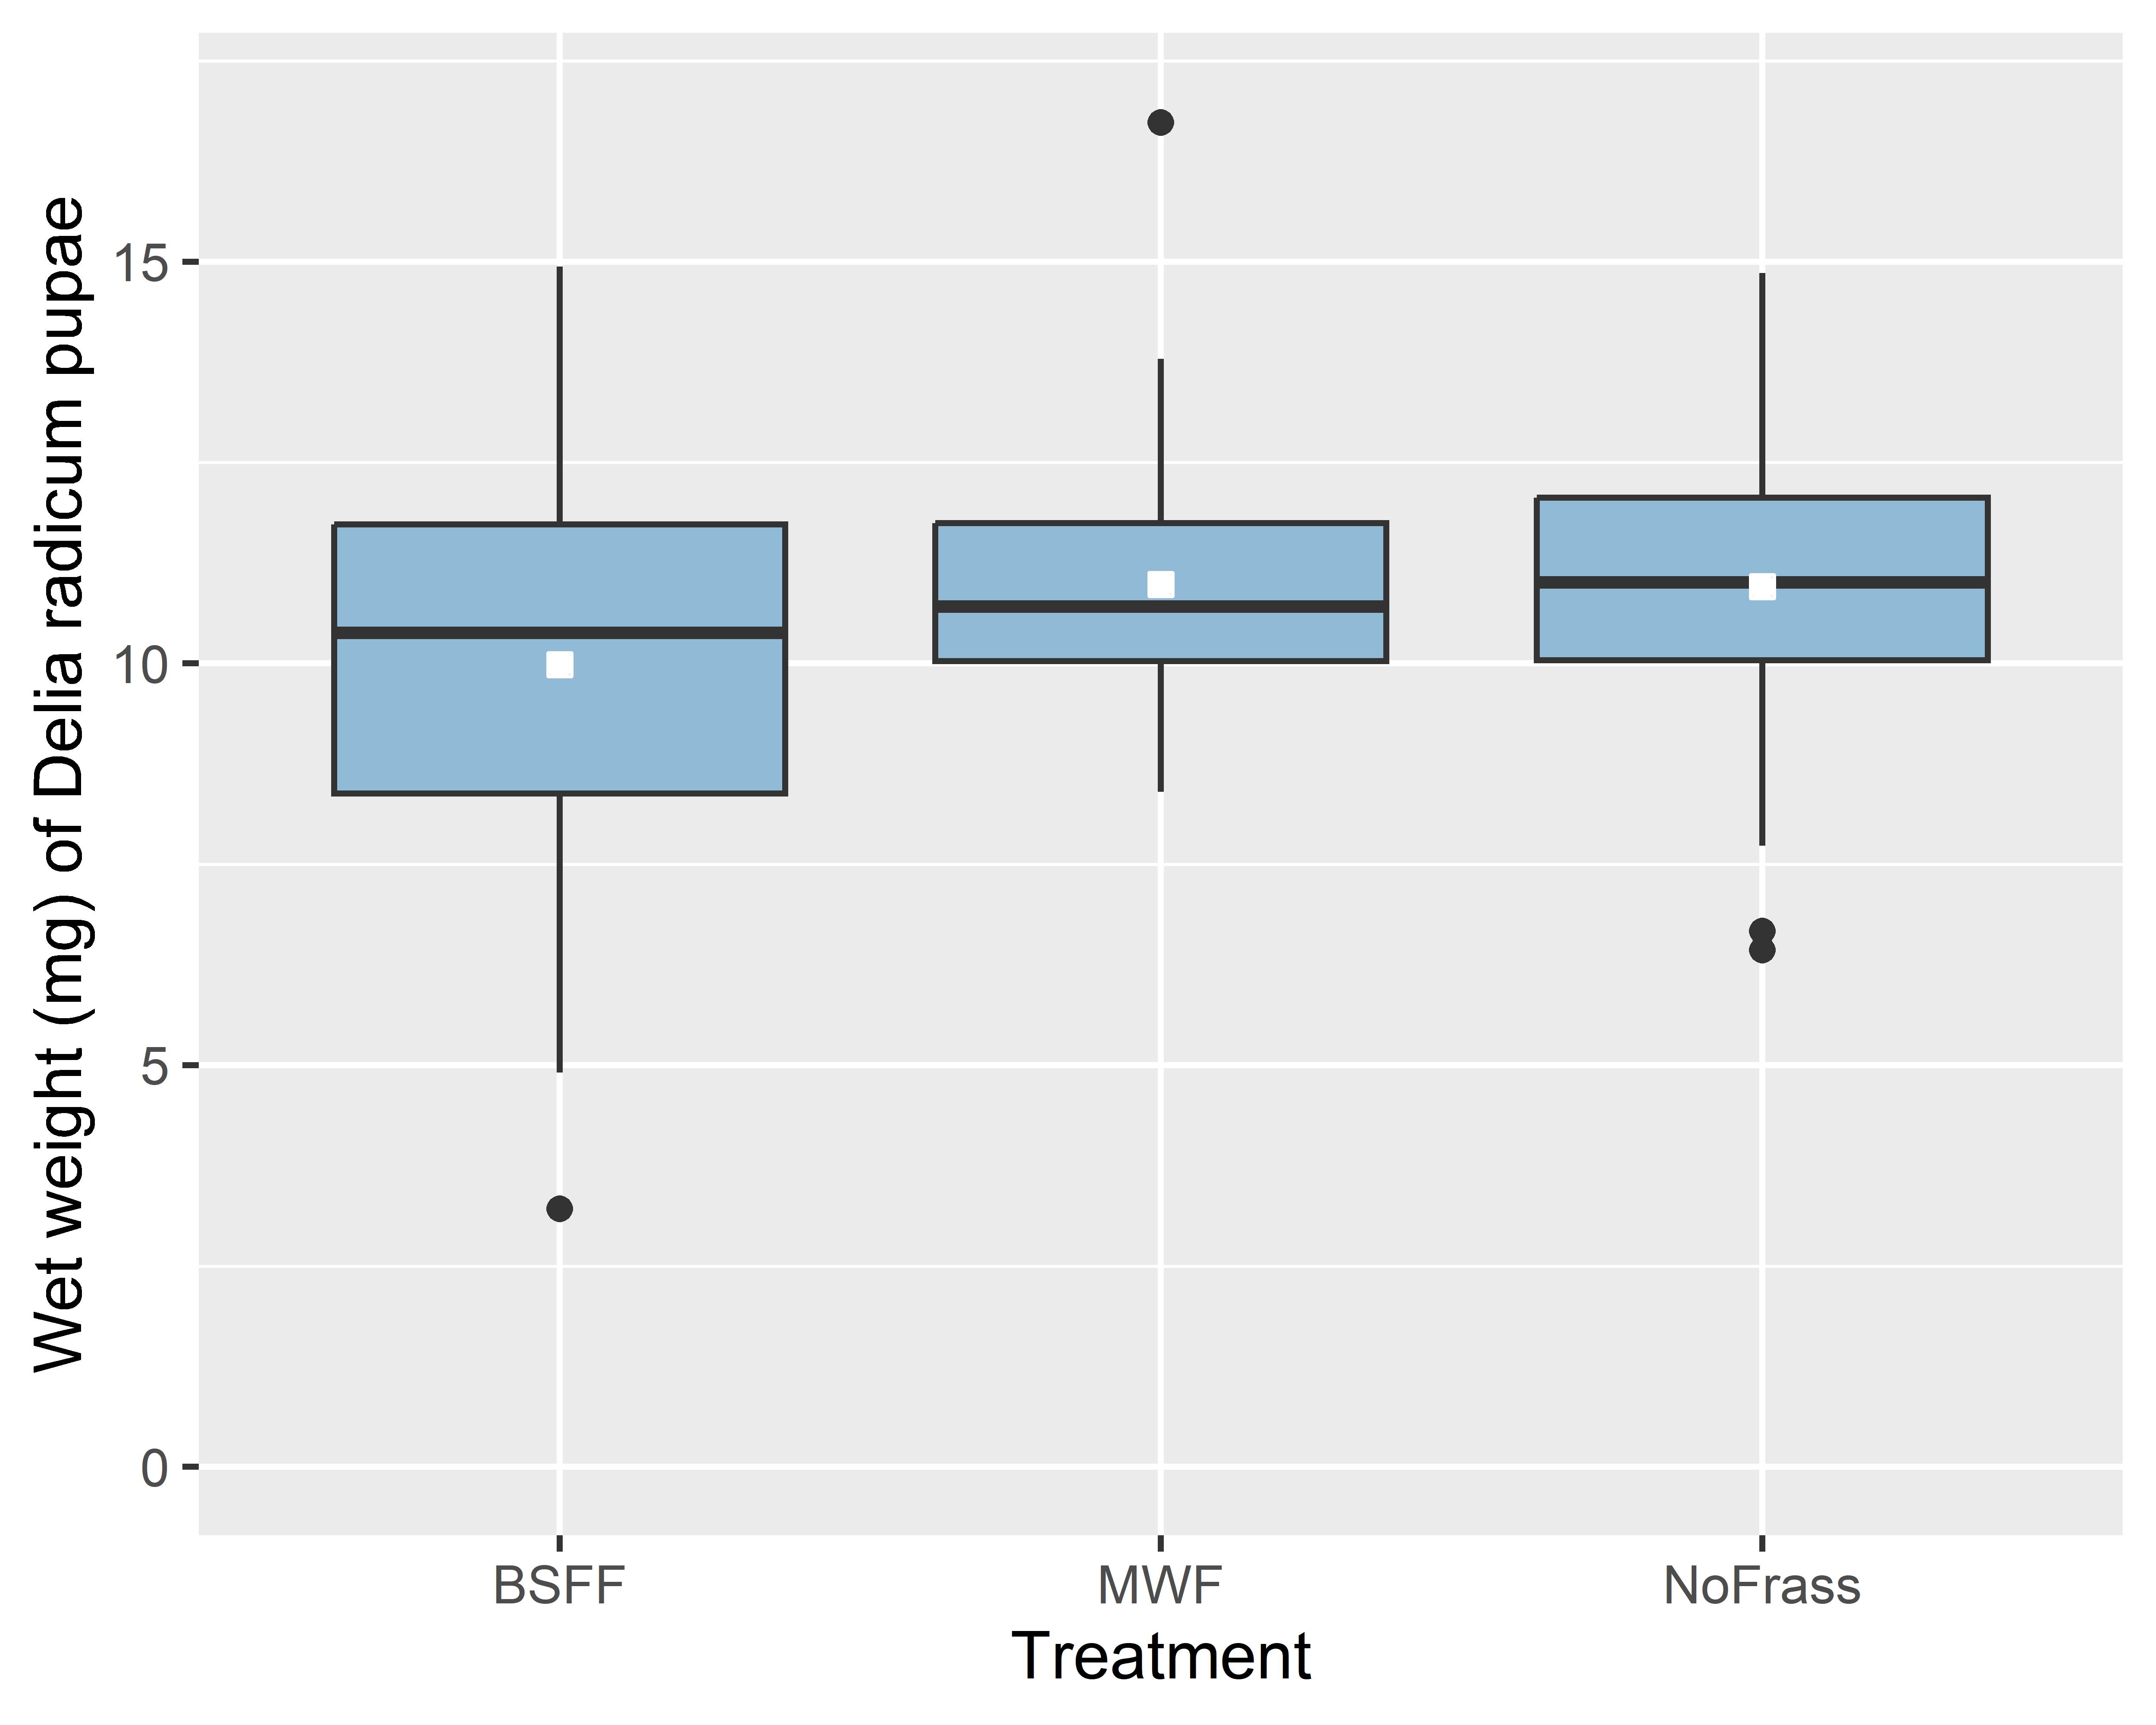 Wet weight (mg) of Delia radicum pupae
15
10
5
0
BSFF MWF NoFrass
Treatment